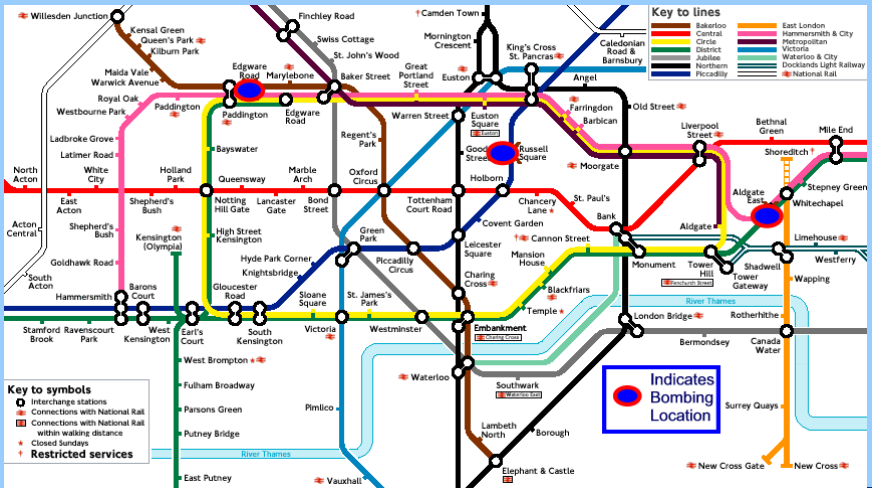 Willesden Junction
Kensal Green
Queen's Park
Kilburn Park
Maida Vale
Warwick Avenue
Royal Oak
Westbourne Park
Ladbroke Grove
Latimer Road
Finchley Road
Swiss Cottage
St. John's Wood
Edgware
Road
Marylebone
Baker Street
Paddington
Paddington
Edgware
Road
Great
Portland
Street
Camden Town
Mornington
Crescent
Euston
King's Cross
St. Pancras
Caledonian
Road &
Barnsbury
Angel
Warren Street
Euston
Square
Euston
Farringdon
Barbican
Old Street
Moorgate
Liverpool
Street
Bethnal
Green
Mile End
Shoreditch
Stepney Green
Key to lines
Bakerloo
Central
Circle
District
Jubilee
Northern
Piccadilly
East London
Hammersmith & City
Metropolitan
Victoria
Waterloo & City
Docklands Light Railway
National Rail
Regent's
Park
Russell
Square
Bayswater
North
Acton
White
City
Holland
Park
Queensway
Marble
Arch
Oxford
Circus
Holborn
East
Acton
Shepherd's
Bush
Notting
Hill Gate
Lancaster
Gate
Bond
Street
Tottenham
Court Road
Chancery
Lane
St. Paul's
Bank
Aldgate
East
Whitechapel
Aldgate
Acton
Central
South
Acton
Shepherd's
Bush
Goldhawk Road
Kensington
(Olympia)
High Street
Kensington
Hyde Park Corner
Knightsbridge
Green
Park
Piccadilly
Circus
Covent Garden
Leicester
Square
Cannon Street
Mansion
House
Monument
Tower
Hill
Fenchurch Street
Tower
Gateway
Shadwell
Limehouse
Westferry
Wapping
Hammersmith
Barons
Court
Gloucester
Road
Sloane
Square
St. James's
Park
Charing
Cross
Blackfriars
Temple
River Thames
Rotherhithe
Stamford
Brook
Ravenscourt
Park
West
Kensington
Earl's
Court
South
Kensington
Victoria
Westminster
Embankment
Charing Cross
London Bridge
Bermondsey
Canada
Water
West Brompton
Fulham Broadway
Parsons Green
Putney Bridge
East Putney
Waterloo
Southwark
Waterloo East
Pimlico
Vauxhall
Lambeth
North
Borough
Elephant & Castle
Surrey Quays
New Cross Gate
New Cross
River Thames
Key to symbols
Interchange stations
Connections with National Rail
Connections with National Rail
within walking distance
Closed Sundays
Restricted services
Indicates
Bombing
Location